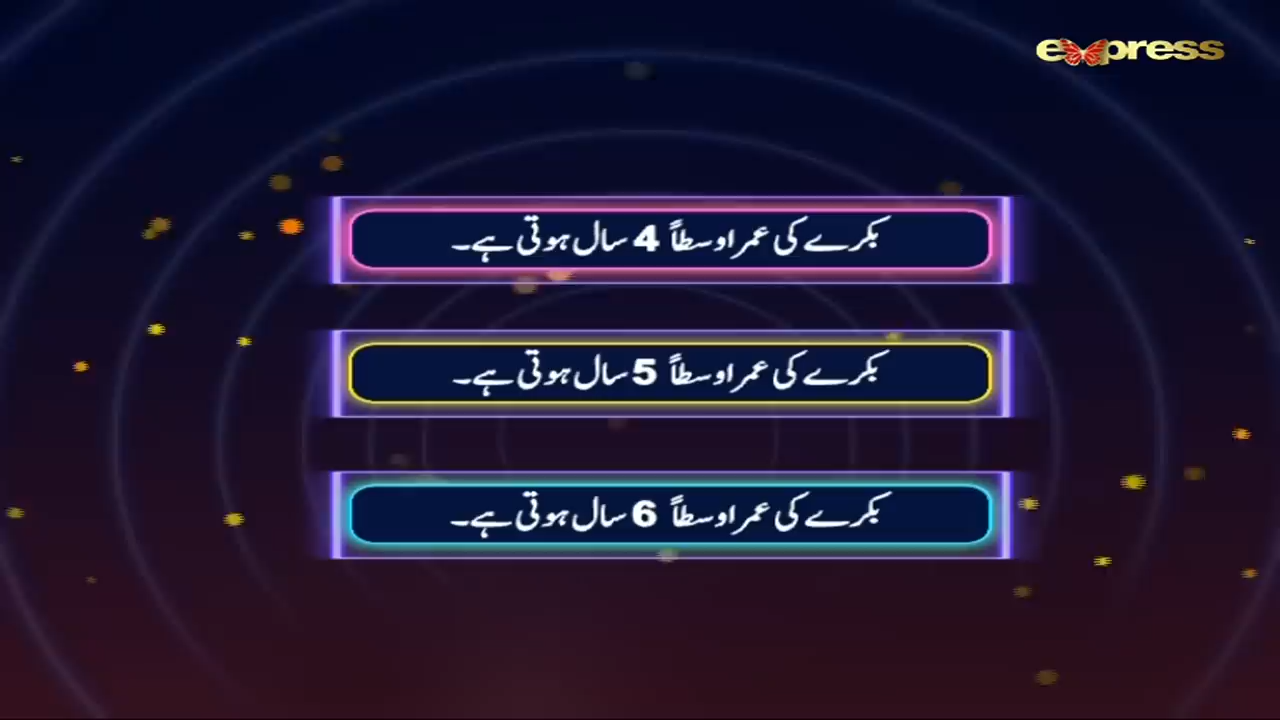 express
بکرے کی عمر اوسطاً 4 سال ہوتی ہے۔
بکرے کی عمر اوسطاً 5 سال ہوتی ہے۔
بکرے کی عمر اوسطاً 6 سال ہوتی ہے۔